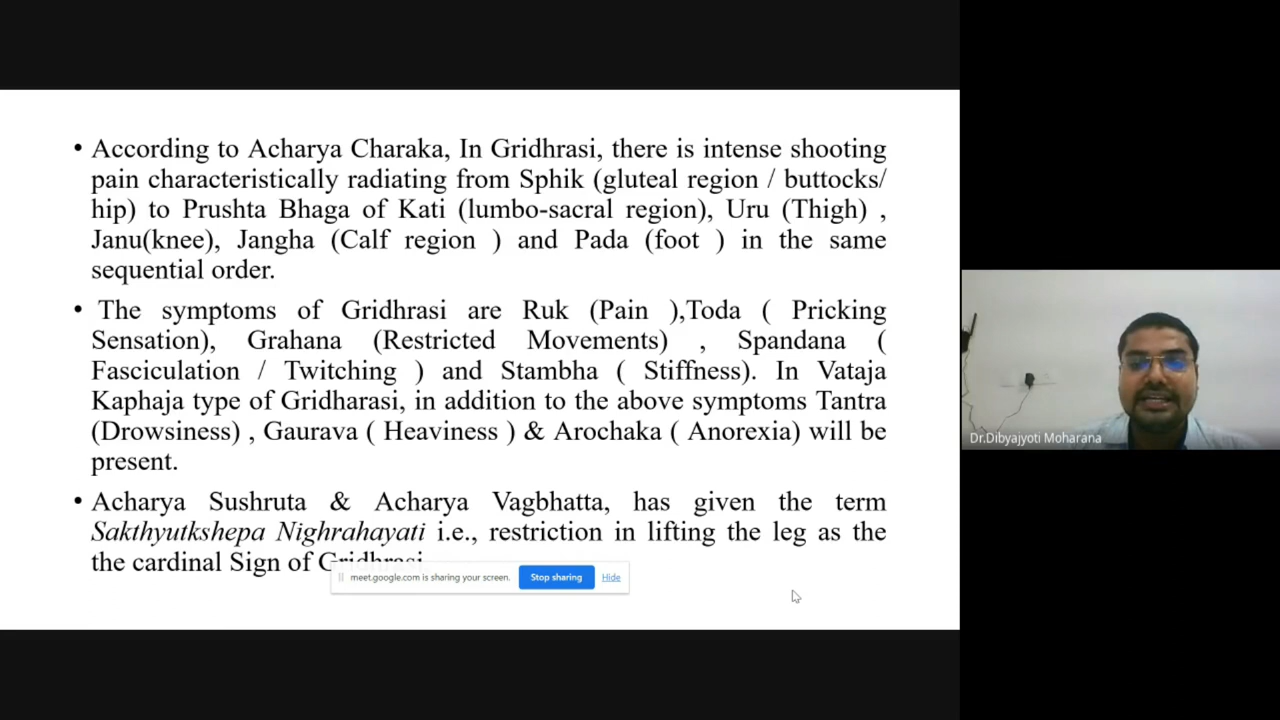 • According to Acharya Charaka, In Gridhrasi, there is intense shooting
pain characteristically radiating from Sphik (gluteal region / buttocks/
hip) to Prushta Bhaga of Kati (lumbo-sacral region), Uru (Thigh) ,
Janu(knee), Jangha (Calf region ) and Pada (foot ) in the same
sequential order.
• The symptoms of Gridhrasi are Ruk (Pain ),Toda ( Pricking
Sensation), Grahana (Restricted Movements) , Spandana (
Fasciculation / Twitching ) and Stambha ( Stiffness). In Vataja
Kaphaja type of Gridharasi, in addition to the above symptoms Tantra
(Drowsiness) , Gaurava ( Heaviness ) & Arochaka ( Anorexia) will be
present.
• Acharya Sushruta & Acharya Vagbhatta, has given the term
Sakthyutkshepa Nighrahayati i.e., restriction in lifting the leg as the
the cardinal Sign of Gridhrasi
meet.google.com is sharing your screen. Stop sharing Hide
Dr.Dibyajyoti Moharana